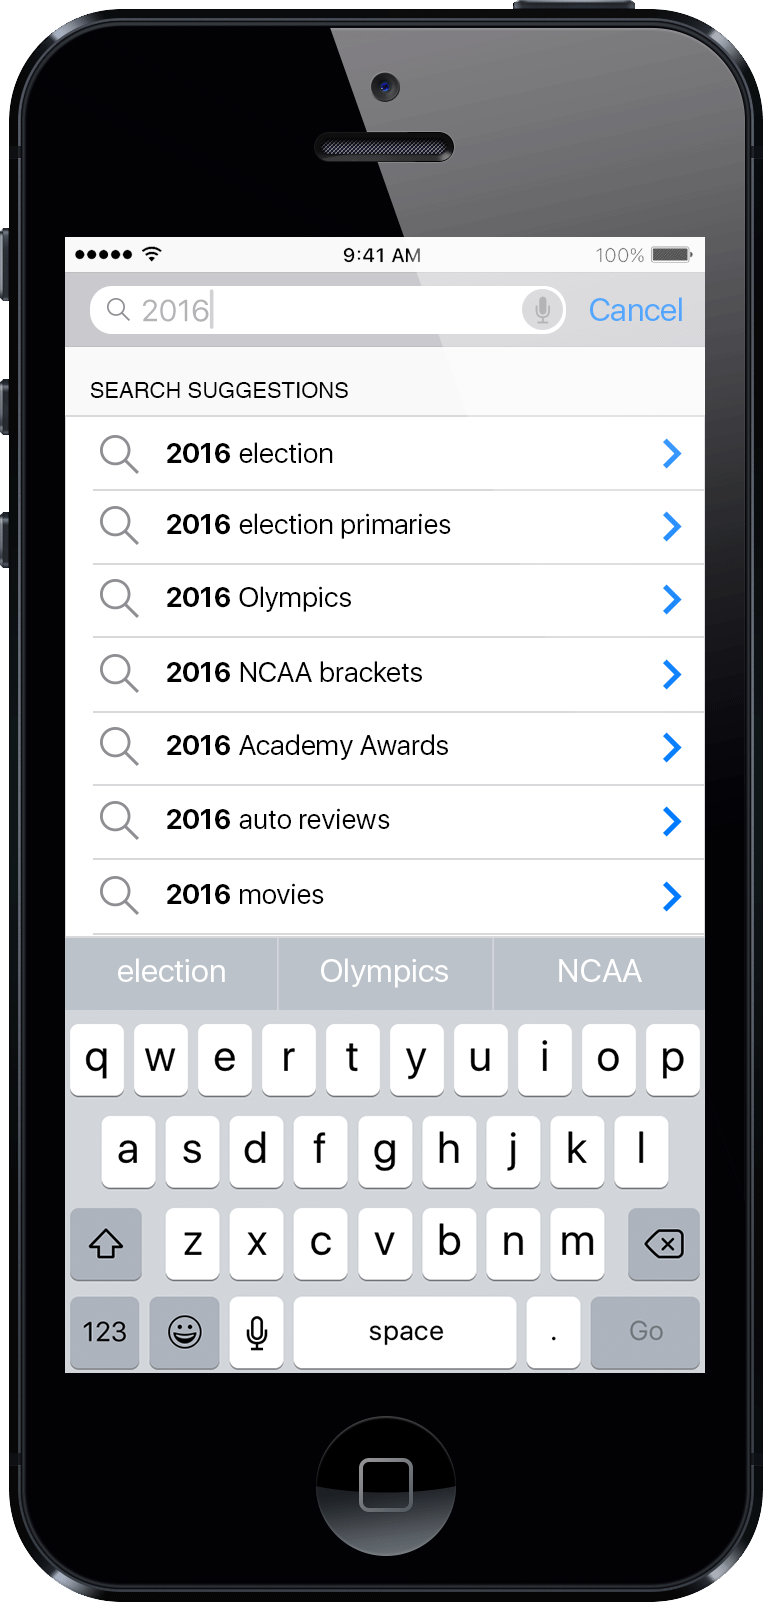 9:41 AM 100%
2016 Cancel
SEARCH SUGGESTIONS
2016 election
2016 election primaries
2016 Olympics
2016 NCAA brackets
2016 Academy Awards
2016 auto reviews
2016 movies
election Olympics NCAA
q w e r t y u i o p
a s d f g h j k l
z x c v b n m
123 space . Go